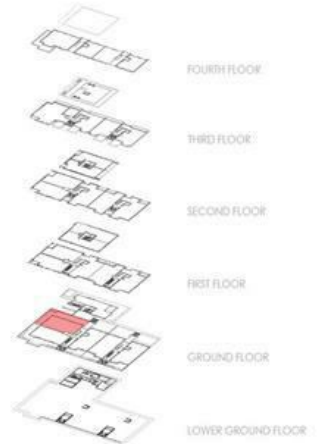 FOURTH FLOOR
THIRD FLOOR
SECOND FLOOR
FIRST FLOOR
GROUND FLOOR
LOWER GROUND FLOOR